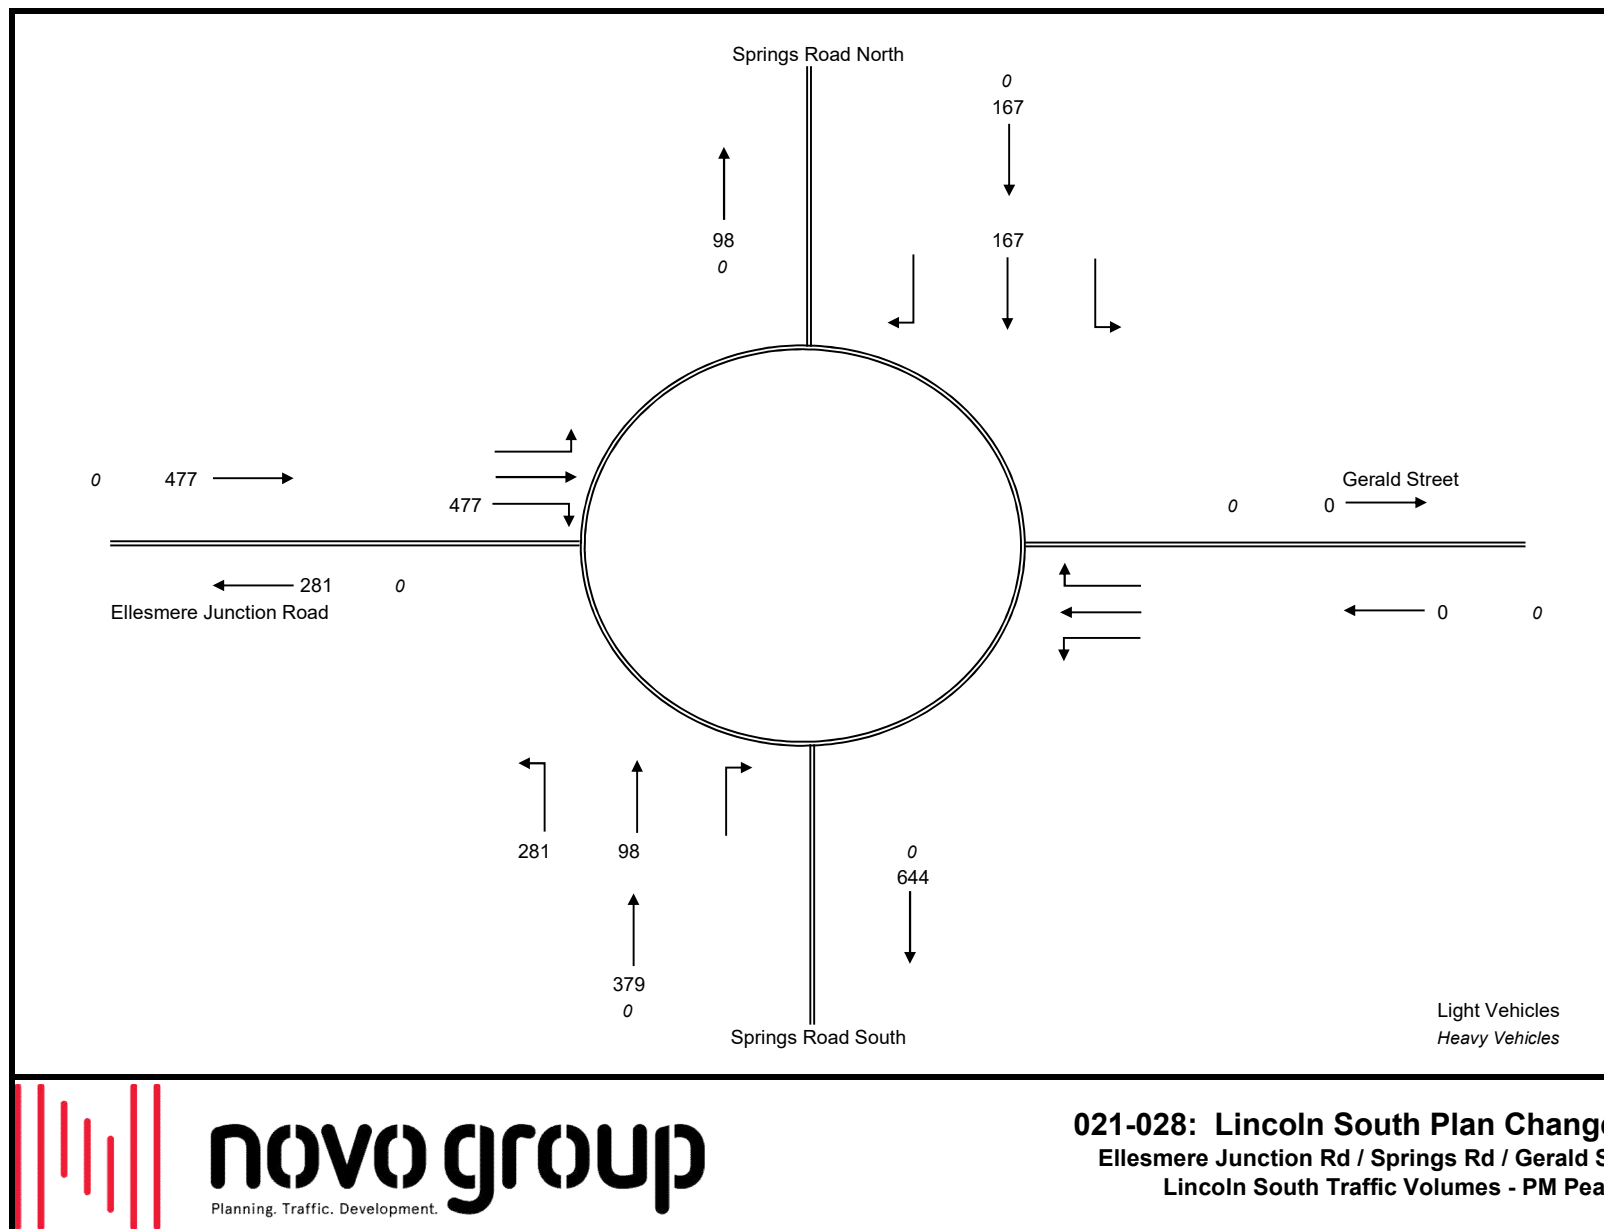 Springs Road North
0
167
98
0
167
0 477
477
Gerald Street
0 0
281 0
Ellesmere Junction Road
0 0
281 98
0
644
379
0
Light Vehicles
Heavy Vehicles
Springs Road South
novo group
Planning. Traffic. Development.
021-028: Lincoln South Plan Change
Ellesmere Junction Rd / Springs Rd / Gerald S
Lincoln South Traffic Volumes - PM Pea